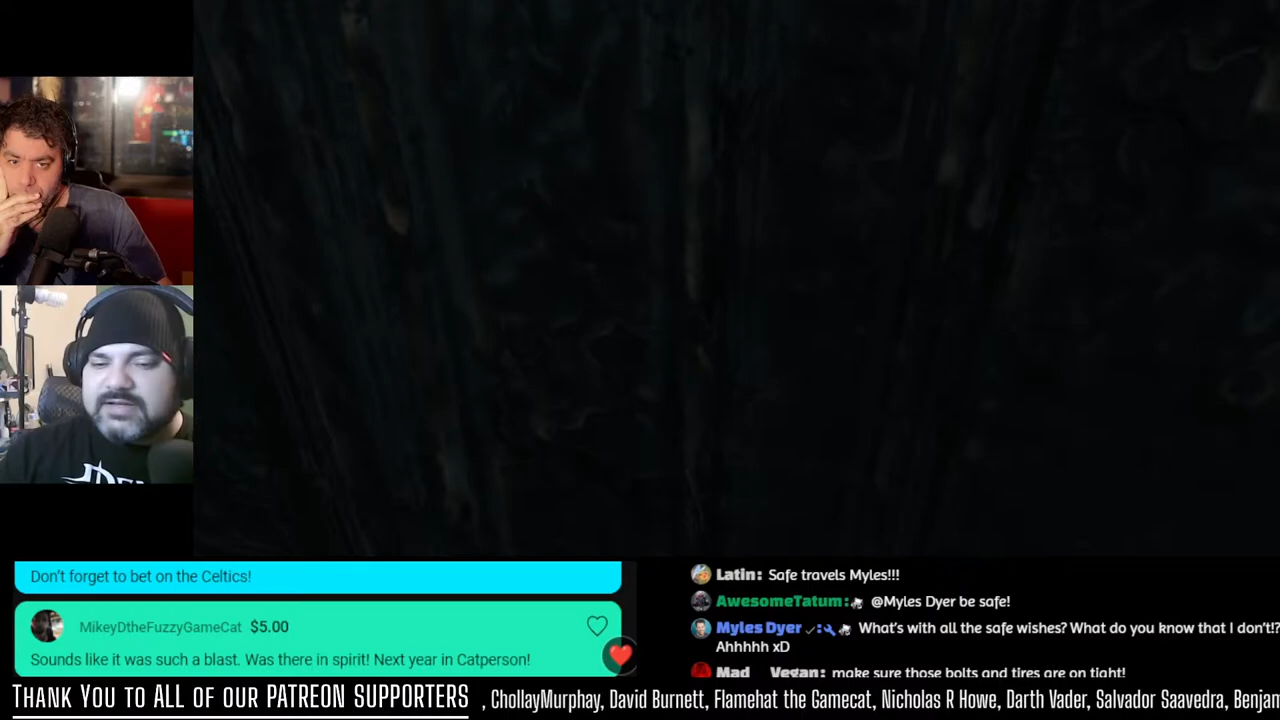 Don't forget to bet on the Celtics!
MikeyDtheFuzzyGameCat $5.00
Sounds like it was such a blast. Was there in spirit! Next year in Catperson!
Latin: Safe travels Myles!!!
AwesomeTatum: @Myles Dyer be safe!
Myles Dyer ✓: What's with all the safe wishes? What do you know that I don't!?
Ahhhhh xD
Mad Vegan: make sure those bolts and tires are on tight!
THANK YOU TO ALL OF OUR PATREON SUPPORTERS , ChollayMurphay, David Burnett, Flamehat the Gamecat, Nicholas R Howe, Darth Vader, Salvador Saavedra, Benjam